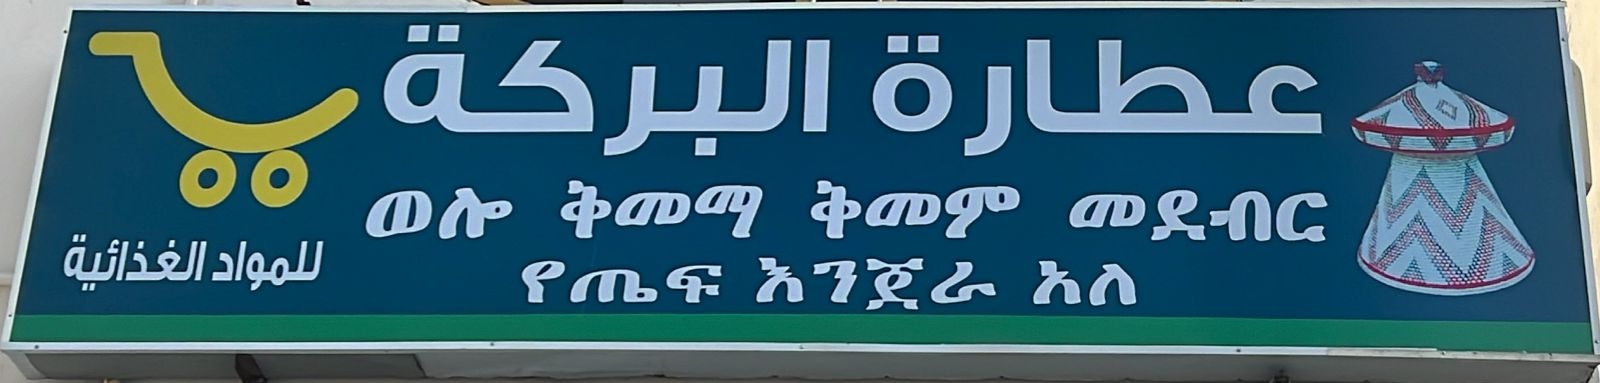 عطارة البركة
للمواد الغذائية
ወሎ ቅመማ ቅመም መደብር
የጤፍ እንጀራ አለ